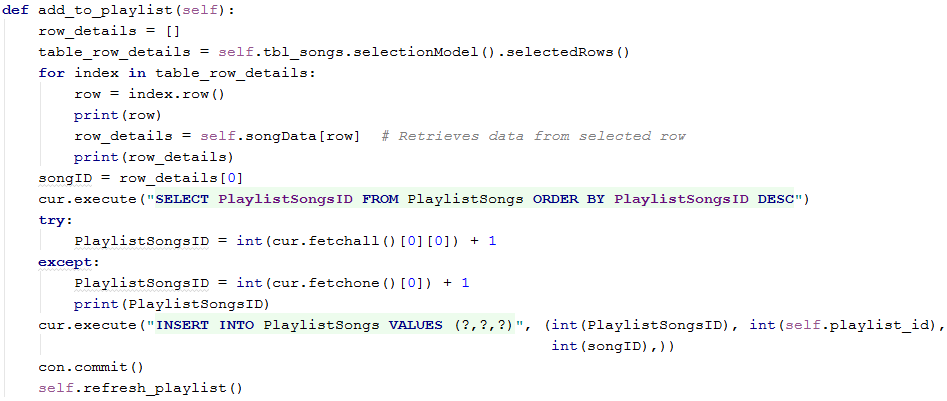 def add_to_playlist(self):
    row_details = []
    table_row_details = self.tbl_songs.selectionModel().selectedRows()
    for index in table_row_details:
        row = index.row()
        print(row)
        row_details = self.songData[row]  # Retrieves data from selected row
        print(row_details)
    songID = row_details[0]
    cur.execute("SELECT PlaylistSongsID FROM PlaylistSongs ORDER BY PlaylistSongsID DESC")
    try:
        PlaylistSongsID = int(cur.fetchall()[0][0]) + 1
    except:
        PlaylistSongsID = int(cur.fetchone()[0]) + 1
        print(PlaylistSongsID)
    cur.execute("INSERT INTO PlaylistSongs VALUES (?,?,?)", (int(PlaylistSongsID), int(self.playlist_id),
                                                             int(songID),))
    con.commit()
    self.refresh_playlist()